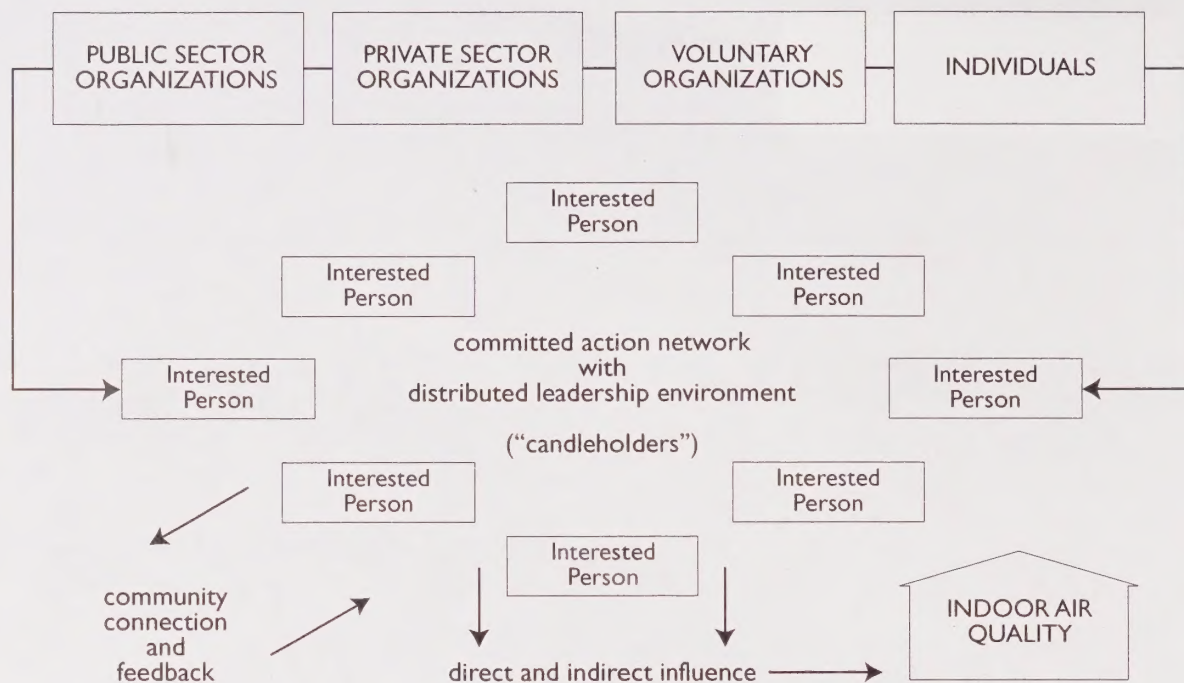 PUBLIC SECTOR
ORGANIZATIONS
PRIVATE SECTOR
ORGANIZATIONS
VOLUNTARY
ORGANIZATIONS
INDIVIDUALS
Interested
Person
Interested
Person
Interested
Person
committed action network
with
distributed leadership environment
("candleholders")
Interested
Person
Interested
Person
Interested
Person
Interested
Person
Interested
Person
community
connection
and
feedback
direct and indirect influence
INDOOR AIR
QUALITY